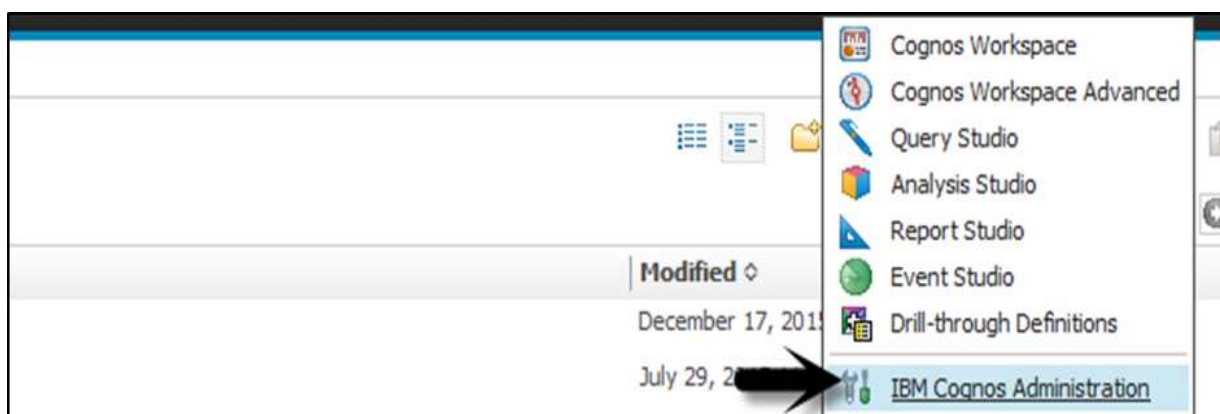 Cognos Workspace
Cognos Workspace Advanced
Query Studio
Analysis Studio
Report Studio
Modified
Event Studio
December 17, 201
Drill-through Definitions
July 29, 2
IBM Cognos Administration